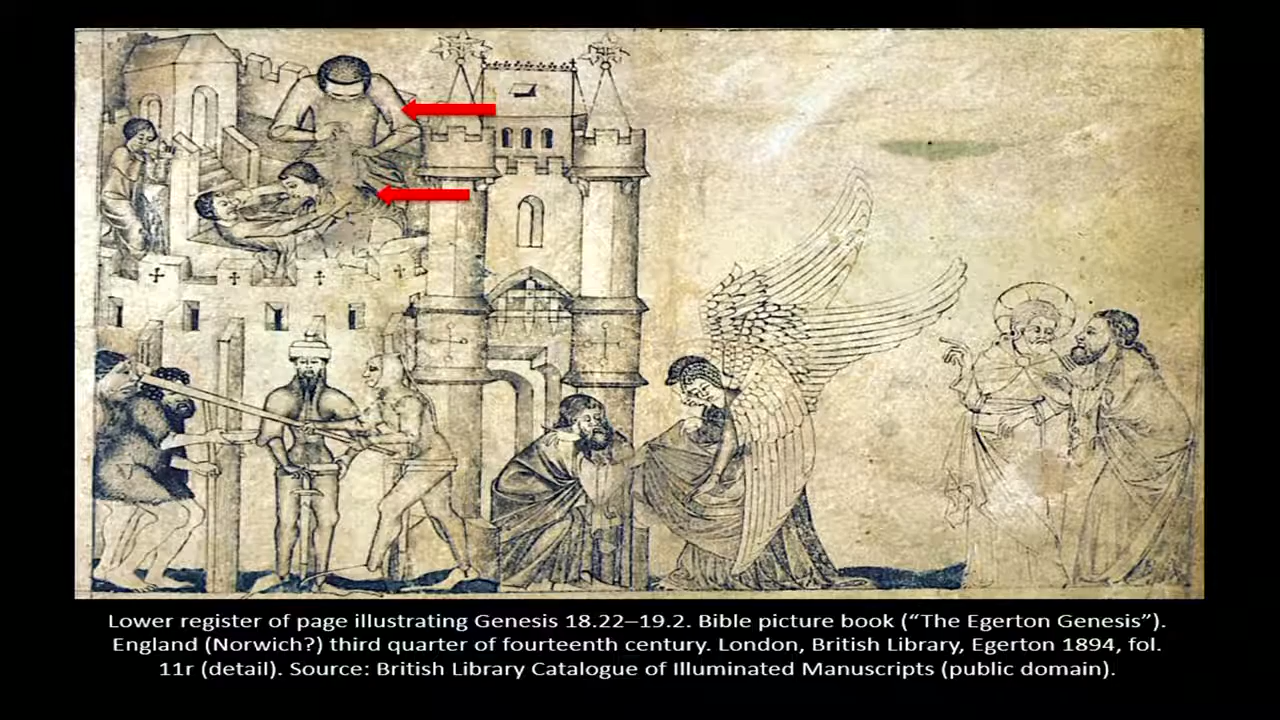 Lower register of page illustrating Genesis 18.22–19.2. Bible picture book (“The Egerton Genesis”).
England (Norwich?) third quarter of fourteenth century. London, British Library, Egerton 1894, fol.
11r (detail). Source: British Library Catalogue of Illuminated Manuscripts (public domain).